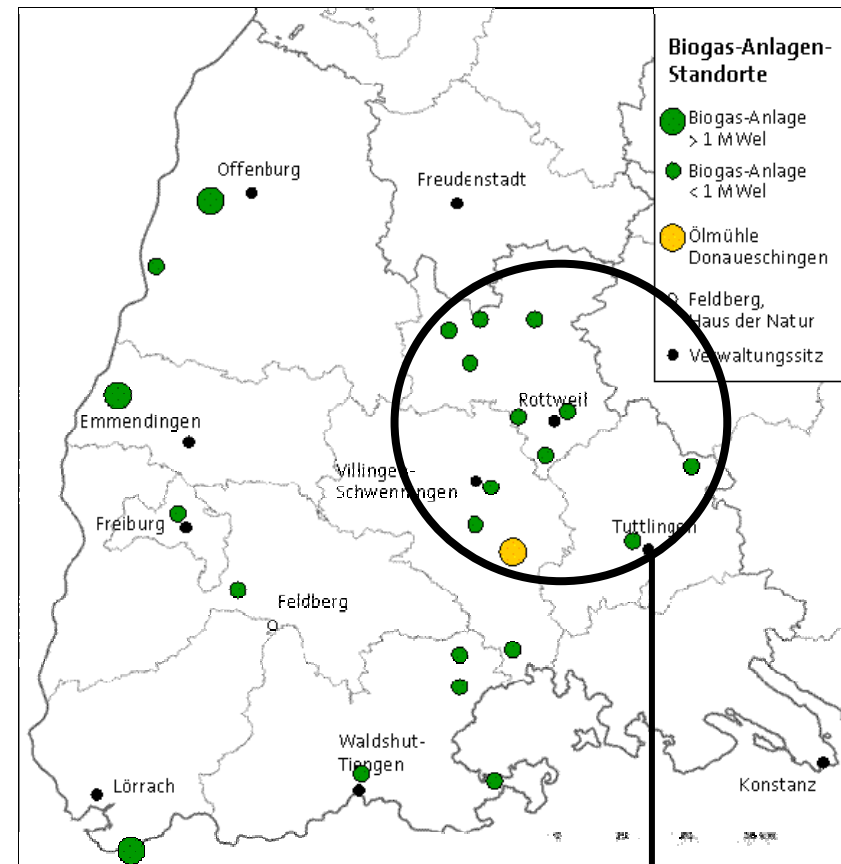 Biogas-Anlagen-
Standorte
Biogas-Anlage
> 1 MWel
Biogas-Anlage
< 1 MWel
Ölmühle
Donaueschingen
Feldberg,
Haus der Natur
Verwaltungssitz
Offenburg
Freudenstadt
Rottweil
Emmendingen
Villingen-
Schwenningen
Freiburg
Tuttlingen
Feldberg
Waldshut-
Tiengen
Lörrach
Konstanz